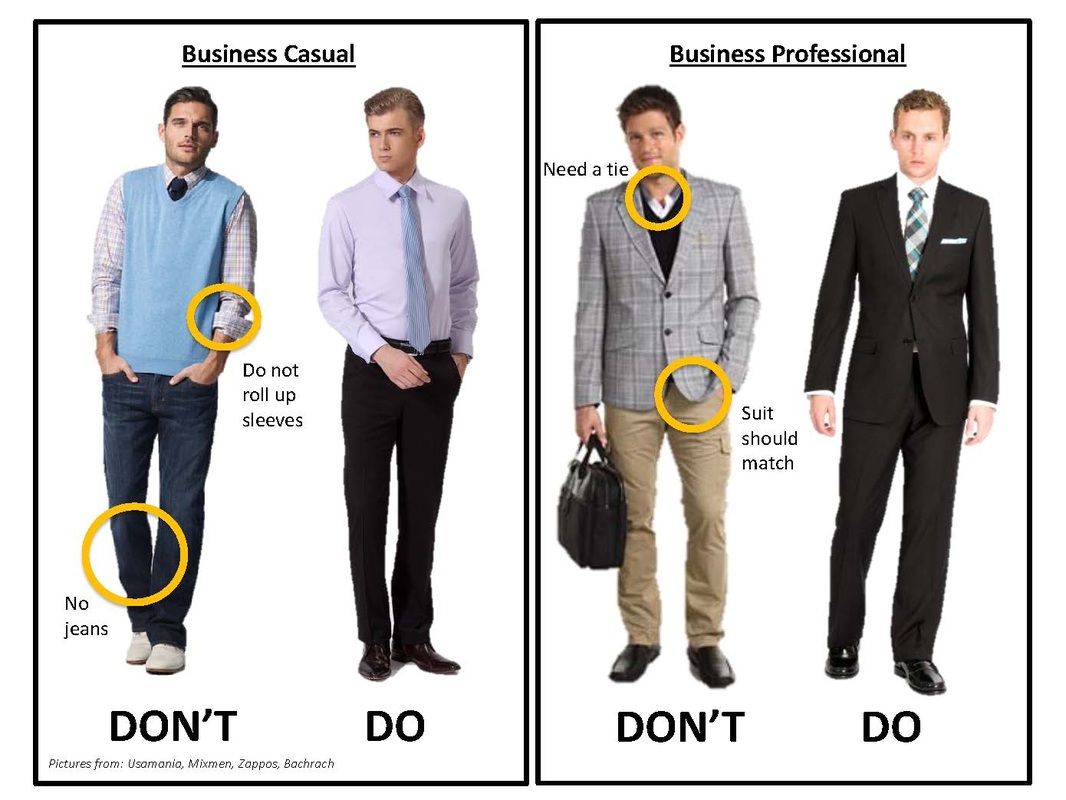 Business Casual
Do not
roll up
sleeves
No
jeans
DON'T
DO
Pictures from: Usamania, Mixmen, Zappos, Bachrach
Business Professional
Need a tie
Suit
should
match
DON'T
DO